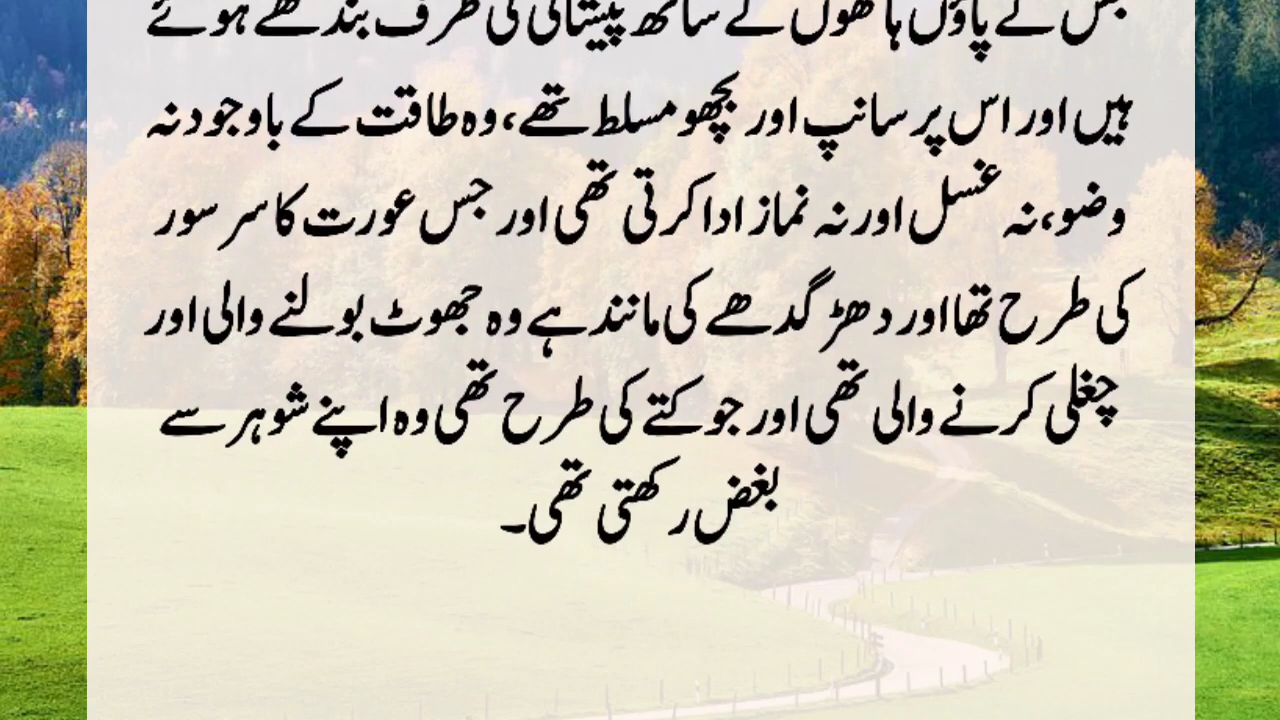 جس کے پاؤں ہاتھوں کے ساتھ پیشانی کی طرف بندھے ہوئے
ہیں اور اس پر سانپ اور بچھو مسلط تھے، وہ طاقت کے باوجود نہ
وضو، نہ غسل اور نہ نماز ادا کرتی تھی اور جس عورت کا سر سور
کی طرح تھا اور دھڑ گدھے کی مانند ہے وہ جھوٹ بولنے والی اور
چغلی کرنے والی تھی اور جو کتے کی طرح تھی وہ اپنے شوہر سے
بغض رکھتی تھی۔